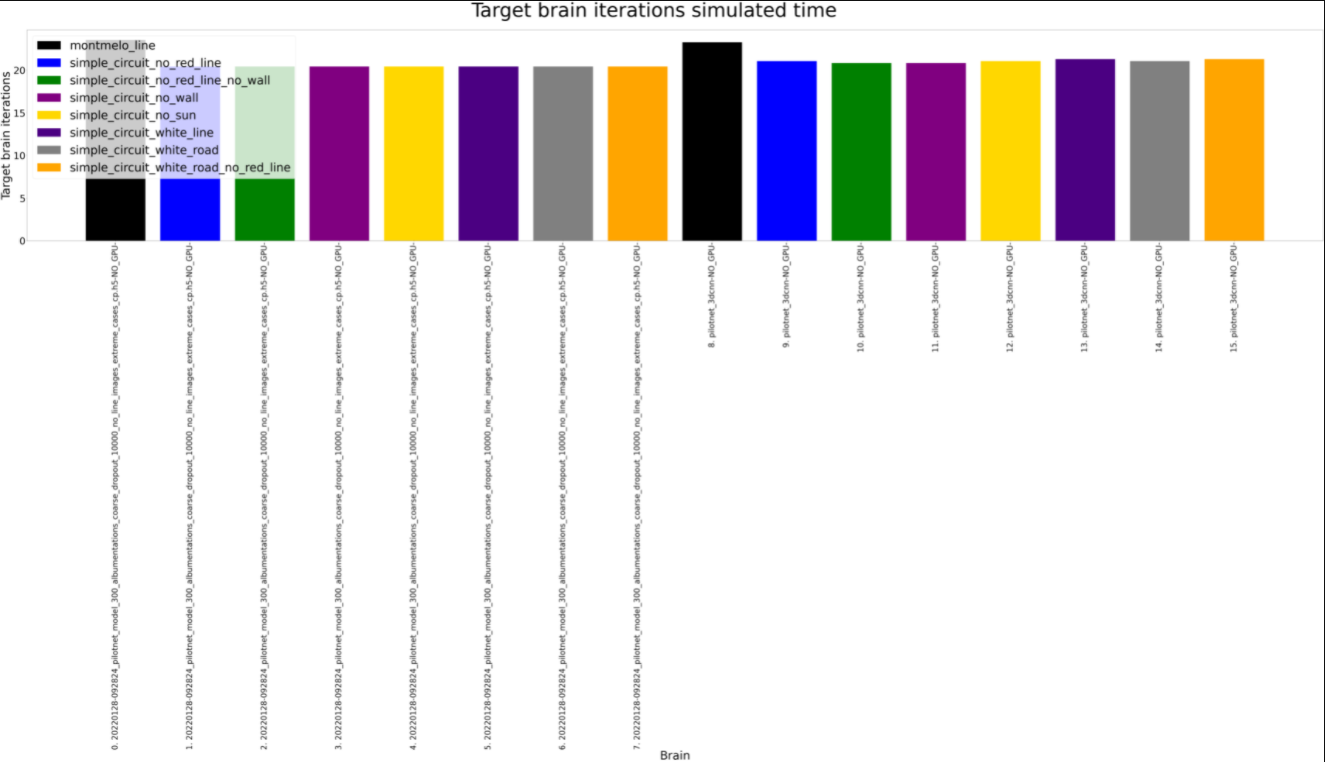 Target brain iterations simulated time
Target brain iterations
20
15
10
5
0
montmelo_line
simple_circuit_no_red_line
simple_circuit_no_red_line_no_wall
simple_circuit_no_wall
simple_circuit_no_sun
simple_circuit_white_line
simple_circuit_white_road
simple_circuit_white_road_no_red_line
0. 20220128-092824_pilotnet_model_300_albumentations_coarse_dropout_10000_no_line_images_extreme_cases_cp.h5-NO_GPU-
1. 20220128-092824_pilotnet_model_300_albumentations_coarse_dropout_10000_no_line_images_extreme_cases_cp.h5-NO_GPU-
2. 20220128-092824_pilotnet_model_300_albumentations_coarse_dropout_10000_no_line_images_extreme_cases_cp.h5-NO_GPU-
3. 20220128-092824_pilotnet_model_300_albumentations_coarse_dropout_10000_no_line_images_extreme_cases_cp.h5-NO_GPU-
4. 20220128-092824_pilotnet_model_300_albumentations_coarse_dropout_10000_no_line_images_extreme_cases_cp.h5-NO_GPU-
5. 20220128-092824_pilotnet_model_300_albumentations_coarse_dropout_10000_no_line_images_extreme_cases_cp.h5-NO_GPU-
6. 20220128-092824_pilotnet_model_300_albumentations_coarse_dropout_10000_no_line_images_extreme_cases_cp.h5-NO_GPU-
7. 20220128-092824_pilotnet_model_300_albumentations_coarse_dropout_10000_no_line_images_extreme_cases_cp.h5-NO_GPU-
8. pilotnet_3dcnn-NO_GPU-
9. pilotnet_3dcnn-NO_GPU-
10. pilotnet_3dcnn-NO_GPU-
11. pilotnet_3dcnn-NO_GPU-
12. pilotnet_3dcnn-NO_GPU-
13. pilotnet_3dcnn-NO_GPU-
14. pilotnet_3dcnn-NO_GPU-
15. pilotnet_3dcnn-NO_GPU-
Brain